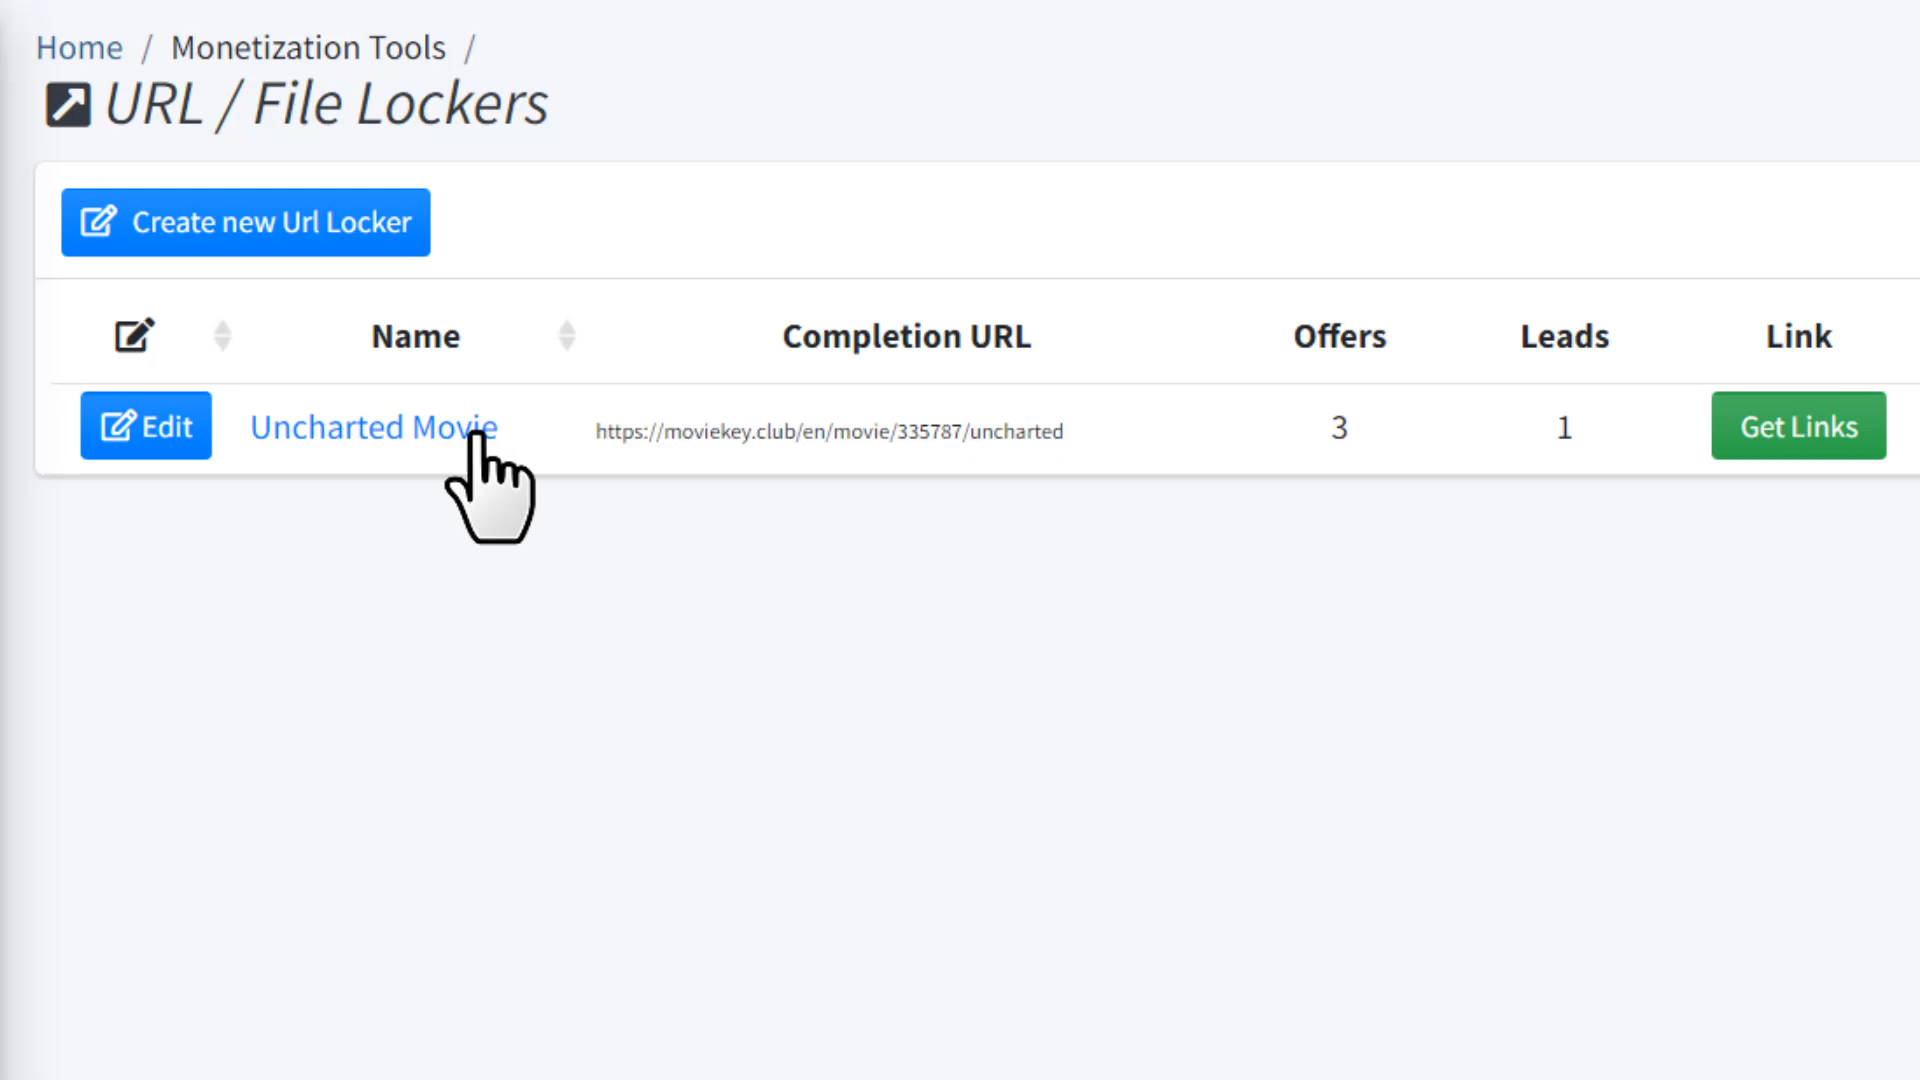 Home / Monetization Tools /
URL / File Lockers
Create new Url Locker
Name Completion URL Offers Leads Link
Edit Uncharted Movie https://moviekey.club/en/movie/335787/uncharted 3 1 Get Links